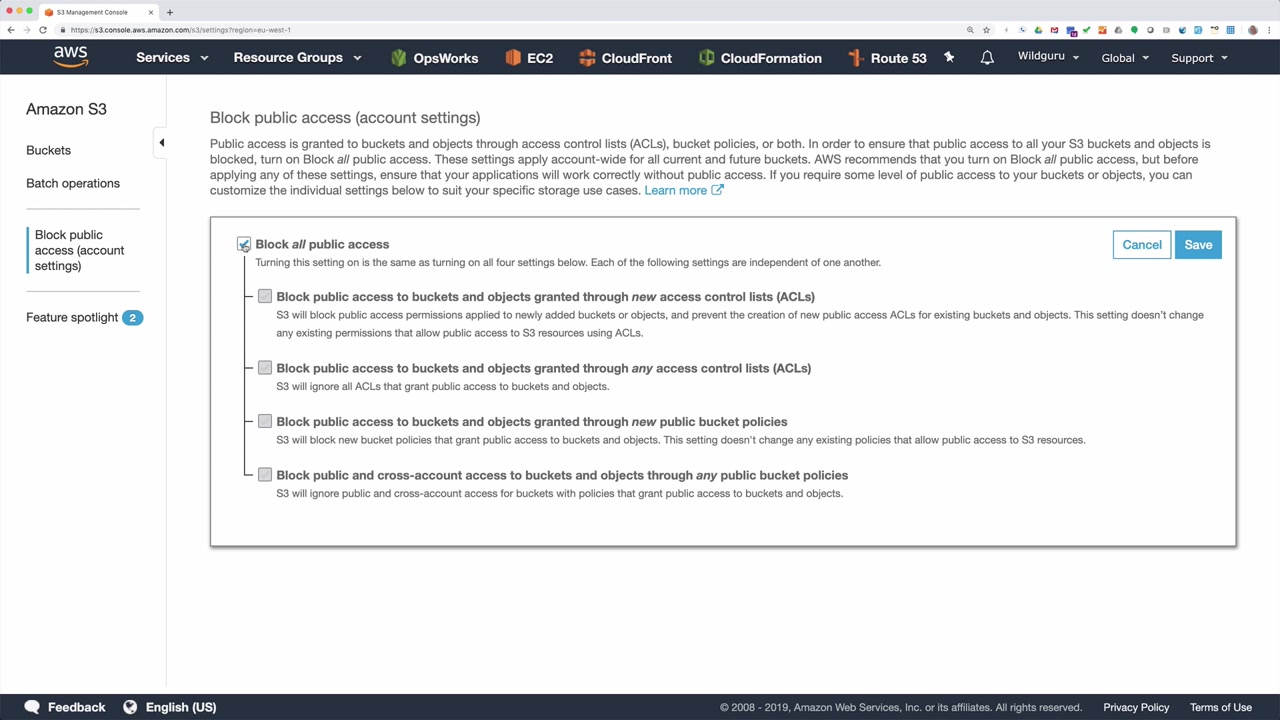 S3 Management Console
https://s3.console.aws.amazon.com/s3/settings?region=eu-west-1
aws
Services
Resource Groups
OpsWorks
EC2
CloudFront
CloudFormation
Route 53
Wildguru
Global
Support
Amazon S3
Buckets
Batch operations
Block public
access (account
settings)
Feature spotlight 2
Block public access (account settings)
Public access is granted to buckets and objects through access control lists (ACLs), bucket policies, or both. In order to ensure that public access to all your S3 buckets and objects is
blocked, turn on Block all public access. These settings apply account-wide for all current and future buckets. AWS recommends that you turn on Block all public access, but before
applying any of these settings, ensure that your applications will work correctly without public access. If you require some level of public access to your buckets or objects, you can
customize the individual settings below to suit your specific storage use cases. Learn more
Block all public access
Cancel
Save
Turning this setting on is the same as turning on all four settings below. Each of the following settings are independent of one another.
Block public access to buckets and objects granted through new access control lists (ACLs)
S3 will block public access permissions applied to newly added buckets or objects, and prevent the creation of new public access ACLs for existing buckets and objects. This setting doesn't change
any existing permissions that allow public access to S3 resources using ACLs.
Block public access to buckets and objects granted through any access control lists (ACLs)
S3 will ignore all ACLs that grant public access to buckets and objects.
Block public access to buckets and objects granted through new public bucket policies
S3 will block new bucket policies that grant public access to buckets and objects. This setting doesn't change any existing policies that allow public access to S3 resources.
Block public and cross-account access to buckets and objects through any public bucket policies
S3 will ignore public and cross-account access for buckets with policies that grant public access to buckets and objects.
Feedback
English (US)
© 2008 - 2019, Amazon Web Services, Inc. or its affiliates. All rights reserved.
Privacy Policy
Terms of Use